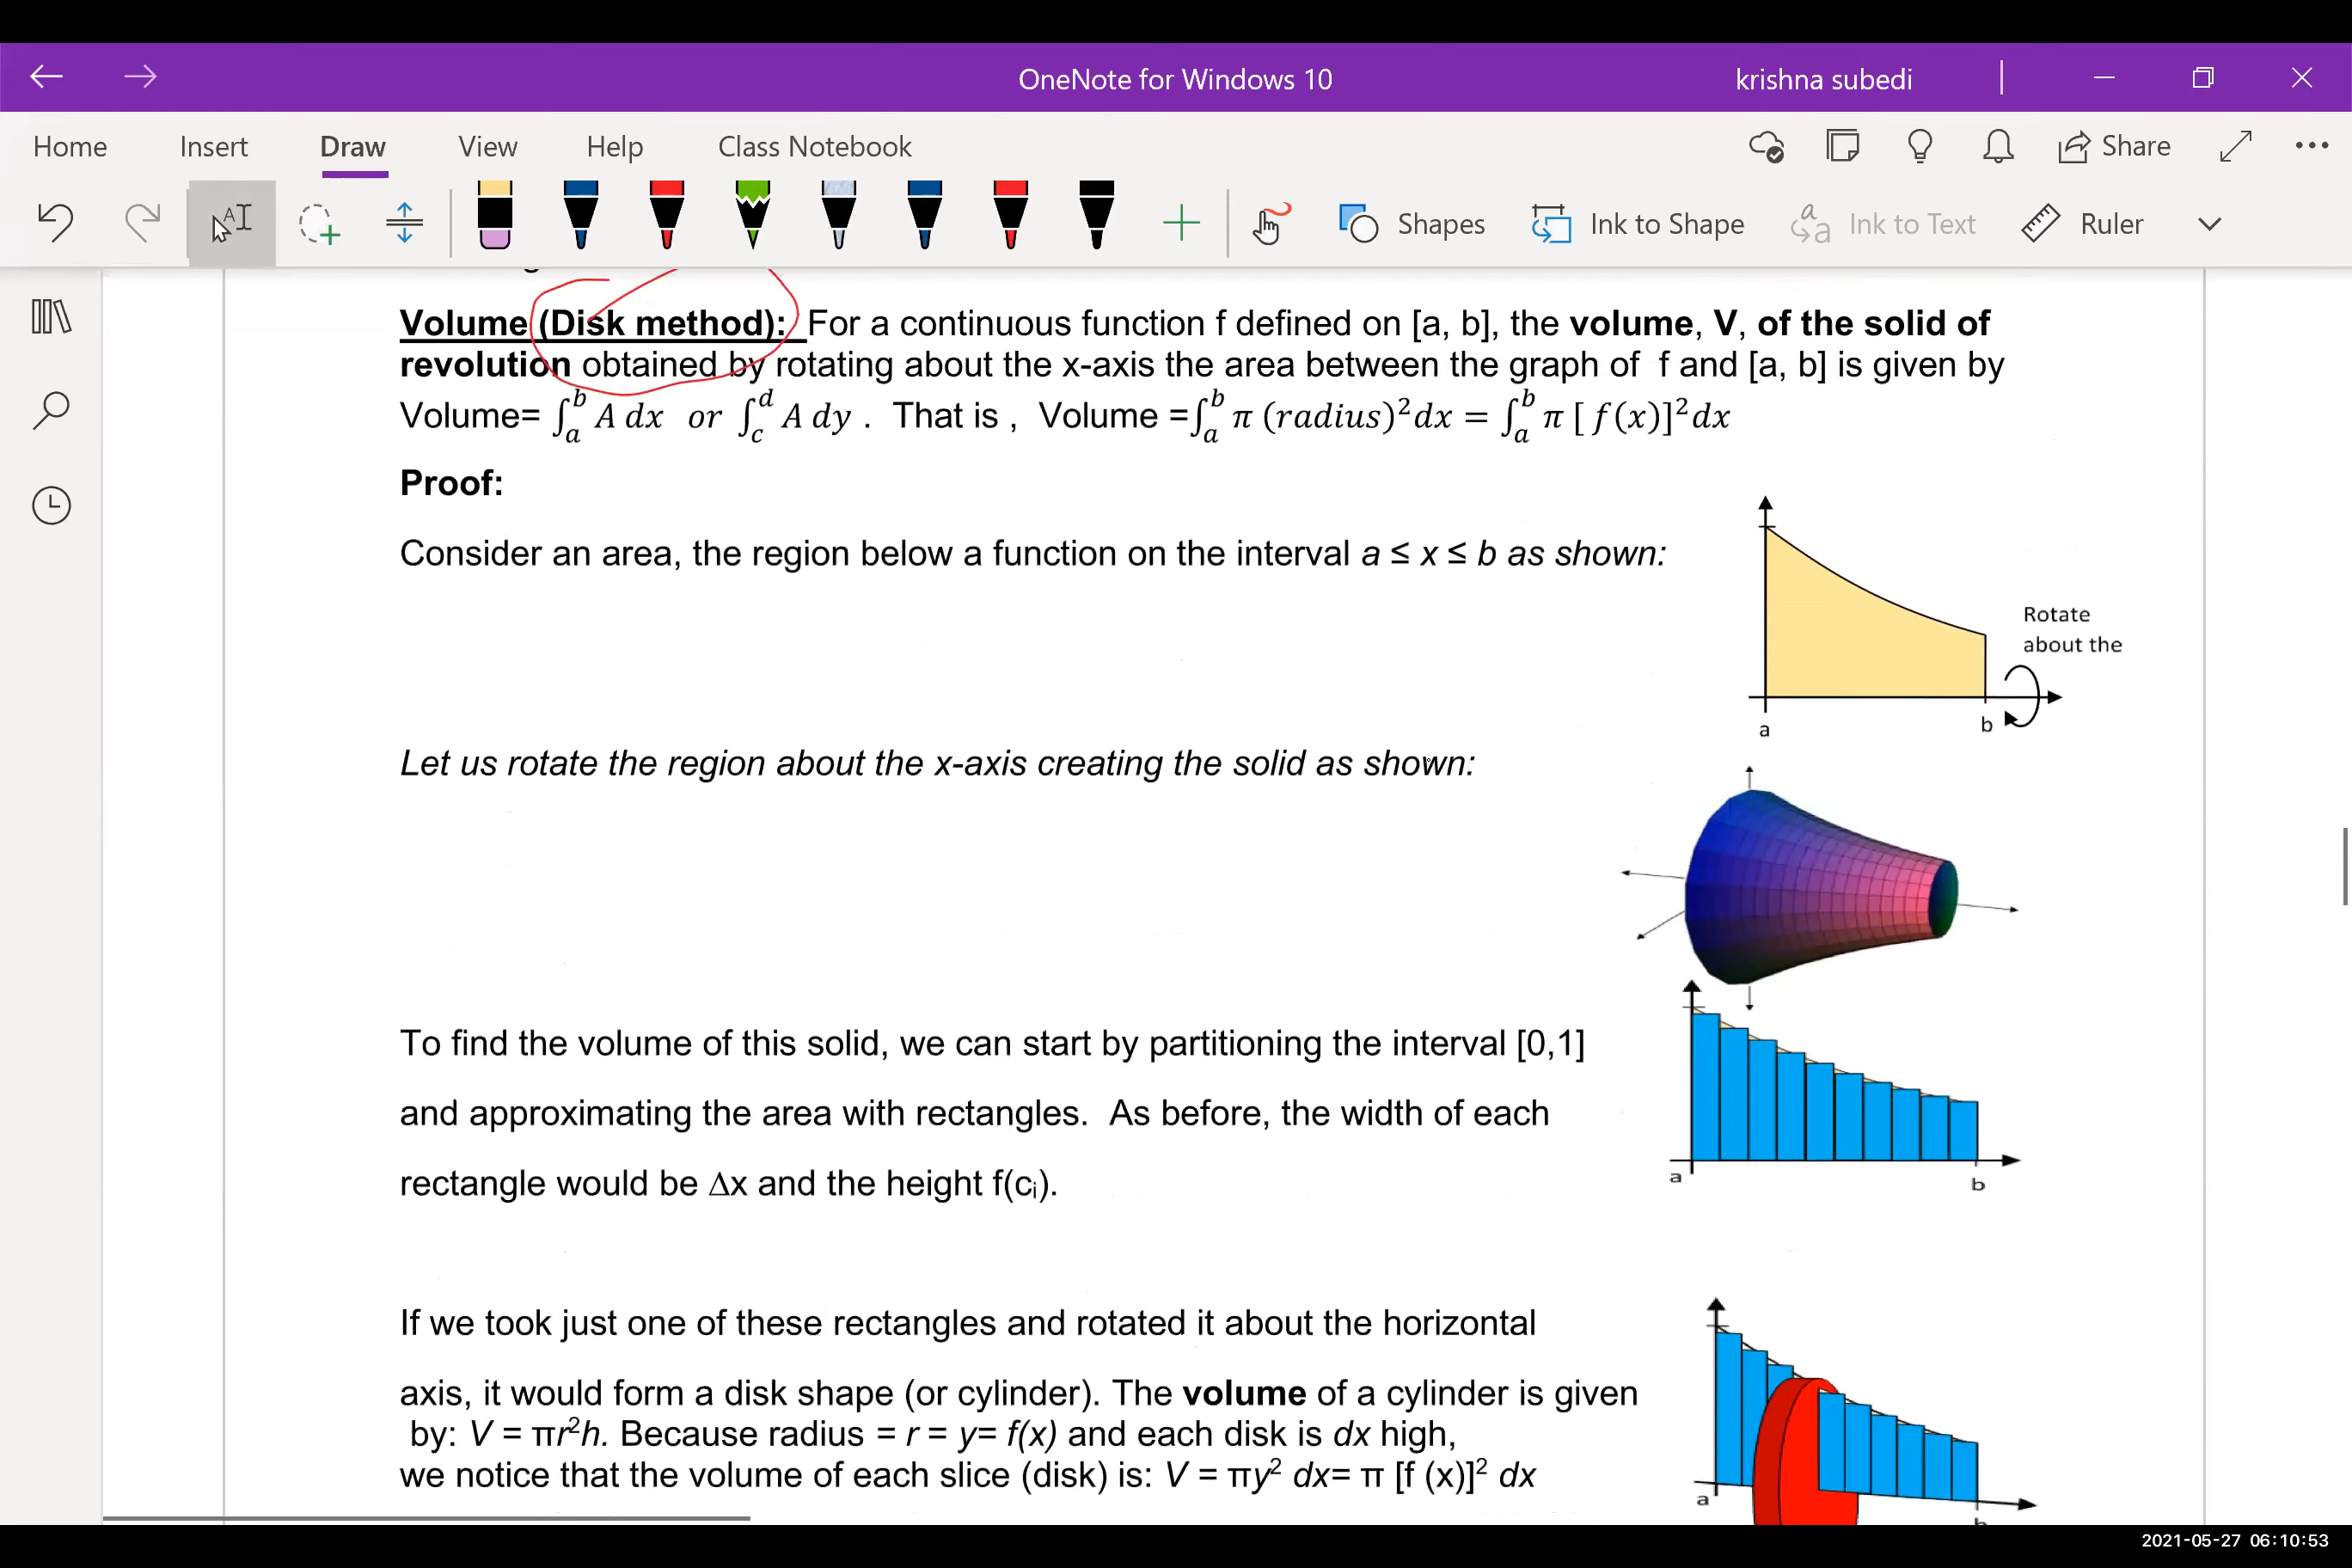 OneNote for Windows 10
krishna subedi
Home Insert Draw View Help Class Notebook Share
Shapes Ink to Shape Ink to Text Ruler
Volume (Disk method): For a continuous function f defined on [a, b], the volume, V, of the solid of
revolution obtained by rotating about the x-axis the area between the graph of f and [a, b] is given by
Volume= ∫ₐᵇ A dx or ∫꜀ᵈ A dy . That is , Volume =∫ₐᵇ π (radius)² dx = ∫ₐᵇ π [ f(x)]² dx
Proof:
Consider an area, the region below a function on the interval a ≤ x ≤ b as shown:
Rotate
about the
a b
Let us rotate the region about the x-axis creating the solid as shown:
To find the volume of this solid, we can start by partitioning the interval [0,1]
and approximating the area with rectangles. As before, the width of each
rectangle would be Δx and the height f(cᵢ).
a b
If we took just one of these rectangles and rotated it about the horizontal
axis, it would form a disk shape (or cylinder). The volume of a cylinder is given
by: V = πr²h. Because radius = r = y= f(x) and each disk is dx high,
we notice that the volume of each slice (disk) is: V = πy² dx= π [f (x)]² dx
a
2021-05-27 06:10:53